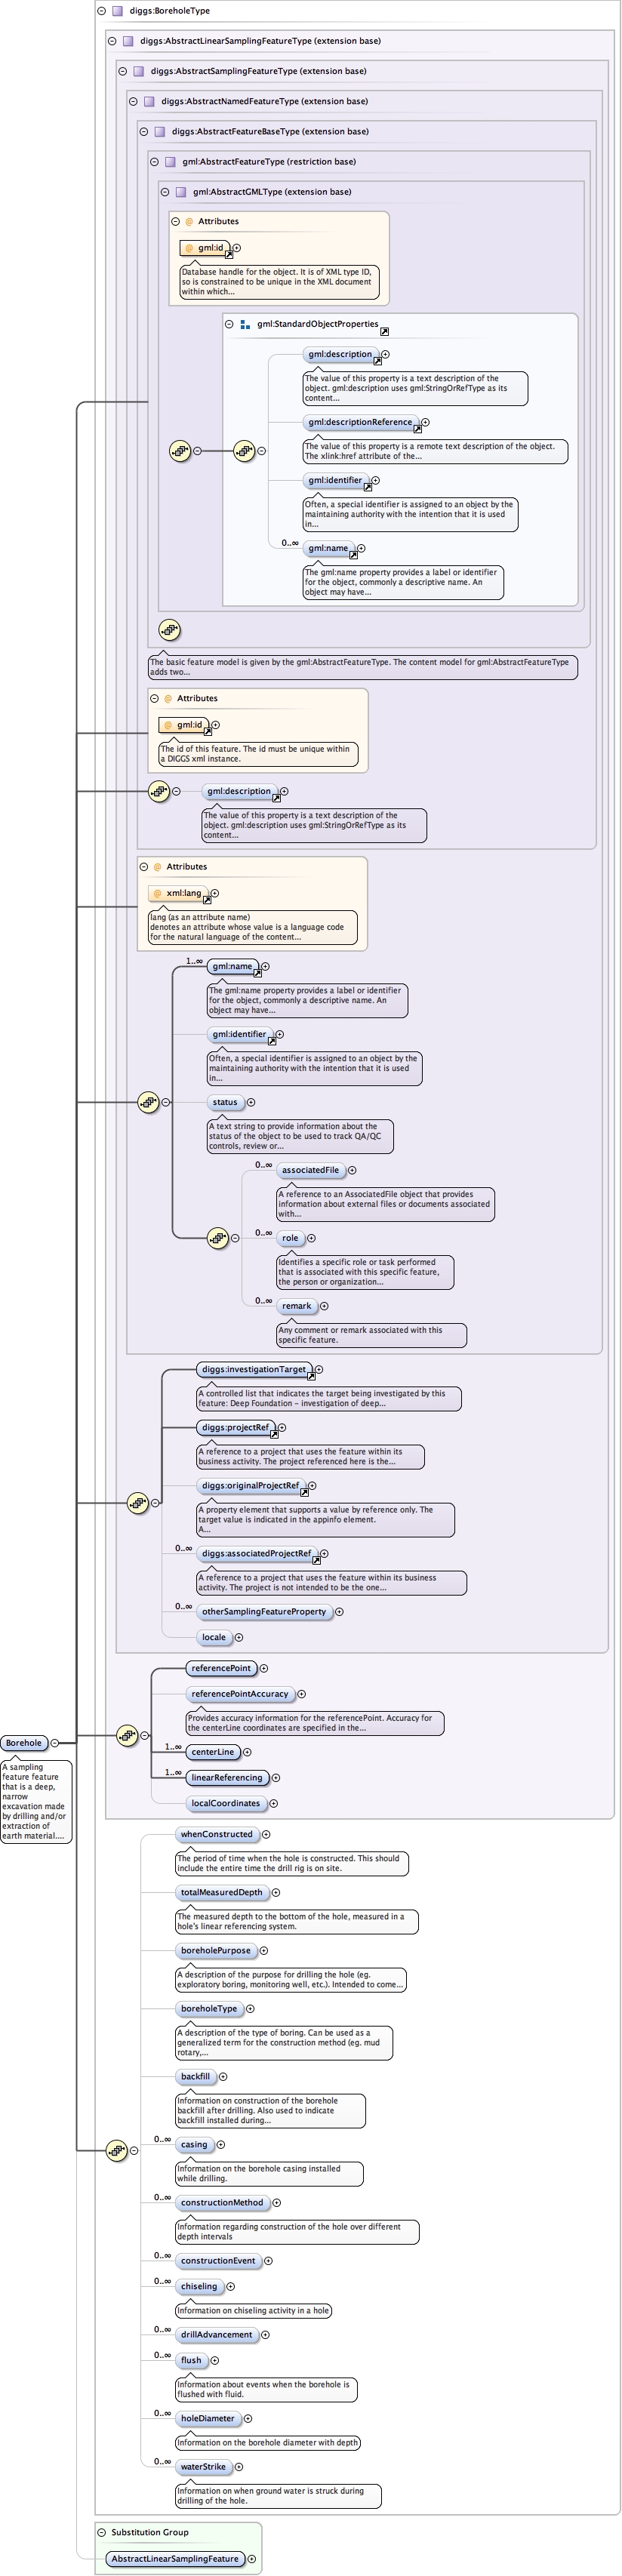 diggs:BoreholeType
diggs:AbstractLinearSamplingFeatureType (extension base)
diggs:AbstractSamplingFeatureType (extension base)
diggs:AbstractNamedFeatureType (extension base)
diggs:AbstractFeatureBaseType (extension base)
gml:AbstractFeatureType (restriction base)
gml:AbstractGMLType (extension base)
@ Attributes
@ gml:id
Database handle for the object. It is of XML type ID,
so is constrained to be unique in the XML document
within which...
gml:StandardObjectProperties
gml:description
The value of this property is a text description of the
object. gml:description uses gml:StringOrRefType as its
content...
gml:descriptionReference
The value of this property is a remote text description of the object.
The xlink:href attribute of the...
gml:identifier
Often, a special identifier is assigned to an object by the
maintaining authority with the intention that it is used
in...
0..∞
gml:name
The gml:name property provides a label or identifier
for the object, commonly a descriptive name. An
object may have...
The basic feature model is given by the gml:AbstractFeatureType. The content model for gml:AbstractFeatureType
adds two...
@ Attributes
@ gml:id
The id of this feature. The id must be unique within
a DIGGS xml instance.
gml:description
The value of this property is a text description of the
object. gml:description uses gml:StringOrRefType as its
content...
@ Attributes
@ xml:lang
lang (as an attribute name)
denotes an attribute whose value is a language code
for the natural language of the content...
1..∞
gml:name
The gml:name property provides a label or identifier
for the object, commonly a descriptive name. An
object may have...
gml:identifier
Often, a special identifier is assigned to an object by the
maintaining authority with the intention that it is used
in...
status
A text string to provide information about the
status of the object to be used to track QA/QC
controls, review or...
0..∞
associatedFile
A reference to an AssociatedFile object that provides
information about external files or documents associated
with...
0..∞
role
Identifies a specific role or task performed
that is associated with this specific feature,
the person or organization...
0..∞
remark
Any comment or remark associated with this
specific feature.
diggs:investigationTarget
A controlled list that indicates the target being investigated by this
feature: Deep Foundation - investigation of deep...
diggs:projectRef
A reference to a project that uses the feature within its
business activity. The project referenced here is the...
diggs:originalProjectRef
A property element that supports a value by reference only. The
target value is indicated in the appinfo element.
A...
0..∞
diggs:associatedProjectRef
A reference to a project that uses the feature within its business
activity. The project is not intended to be the one...
0..∞
otherSamplingFeatureProperty
locale
referencePoint
referencePointAccuracy
Provides accuracy information for the referencePoint. Accuracy for
the centerLine coordinates are specified in the...
1..∞
centerLine
1..∞
linearReferencing
localCoordinates
Borehole
A sampling
feature feature
that is a deep,
narrow
excavation made
by drilling and/or
extraction of
earth material....
whenConstructed
The period of time when the hole is constructed. This should
include the entire time the drill rig is on site.
totalMeasuredDepth
The measured depth to the bottom of the hole, measured in a
hole's linear referencing system.
boreholePurpose
A description of the purpose for drilling the hole (eg.
exploratory boring, monitoring well, etc.). Intended to come...
boreholeType
A description of the type of boring. Can be used as a
generalized term for the construction method (eg. mud
rotary,...
backfill
Information on construction of the borehole
backfill after drilling. Also used to indicate
backfill installed during...
0..∞
casing
Information on the borehole casing installed
while drilling.
0..∞
constructionMethod
Information regarding construction of the hole over different
depth intervals
0..∞
constructionEvent
0..∞
chiseling
Information on chiseling activity in a hole
0..∞
drillAdvancement
0..∞
flush
Information about events when the borehole is
flushed with fluid.
0..∞
holeDiameter
Information on the borehole diameter with depth
0..∞
waterStrike
Information on when ground water is struck during
drilling of the hole.
Substitution Group
AbstractLinearSamplingFeature